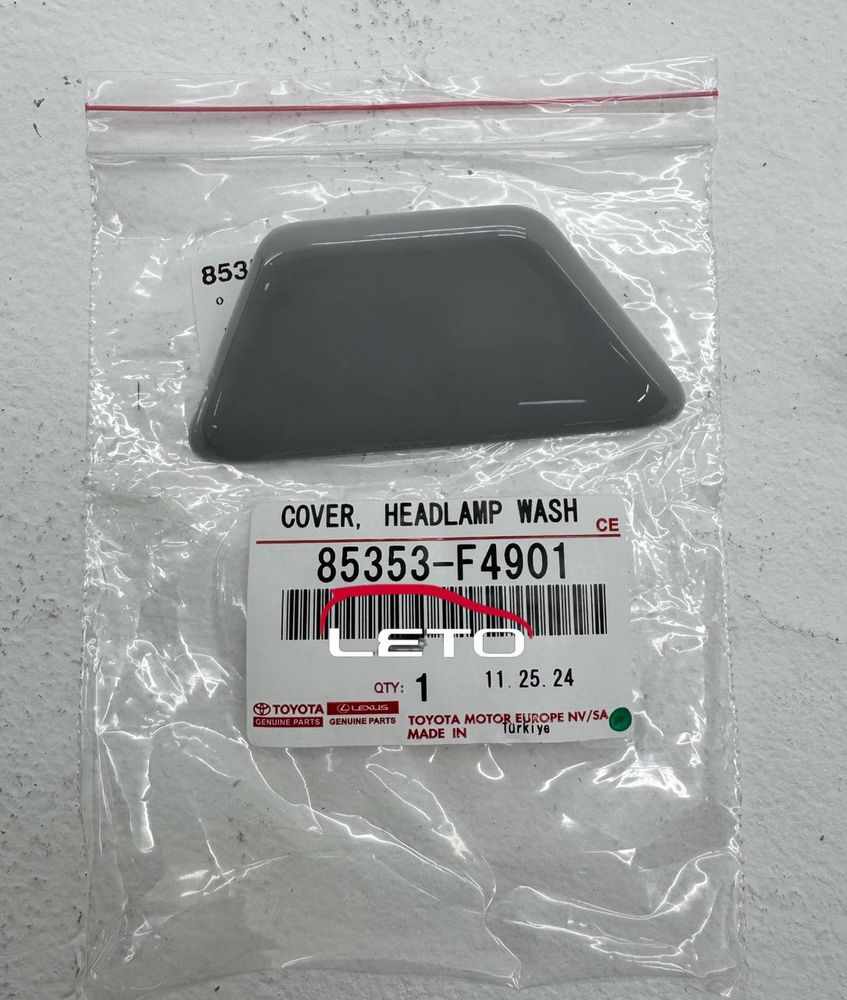 853
o
COVER, HEADLAMP WASH
CE
85353-F4901
LETO
QTY: 1
11.25.24
TOYOTA
LEXUS
GENUINE PARTS
GENUINE PARTS
TOYOTA MOTOR EUROPE NV/SA
MADE IN Türkiye